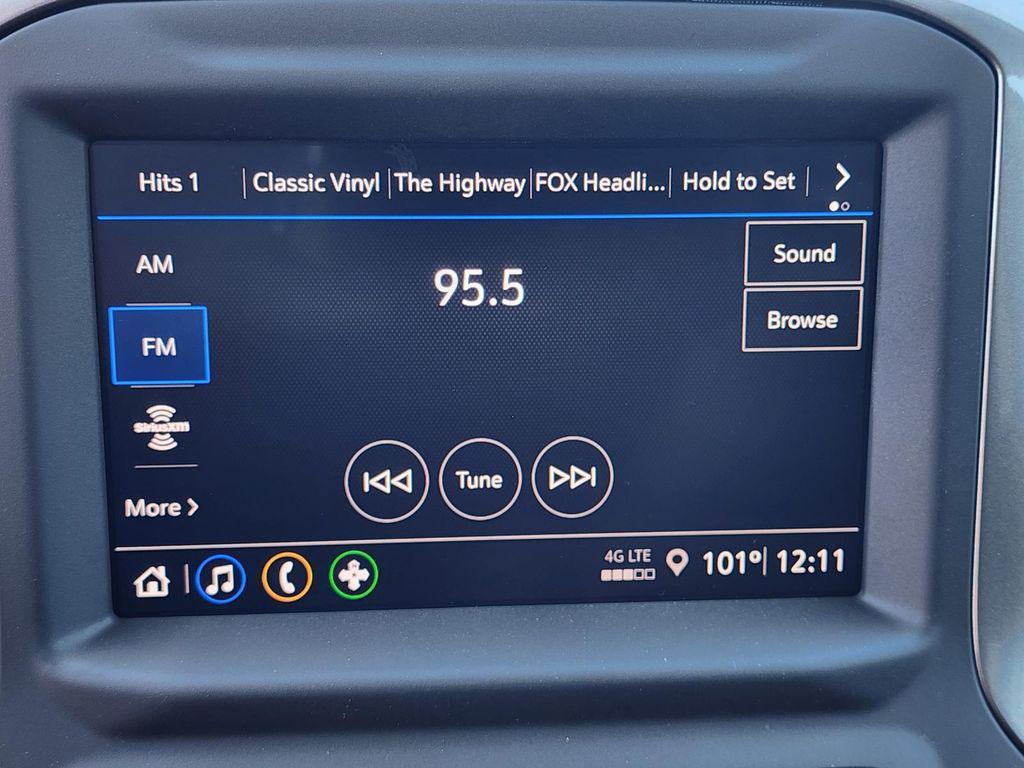 Hits 1 Classic Vinyl The Highway FOX Headli... Hold to Set
AM
95.5
Sound
FM
Browse
SiriusXM
Tune
More
4G LTE
101° 12:11